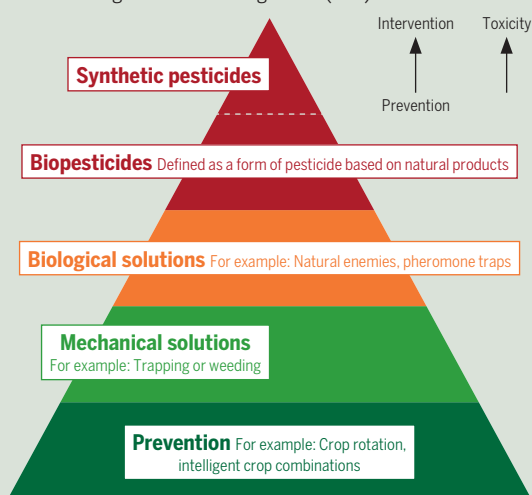 Intervention
Toxicity
Prevention
Synthetic pesticides
Biopesticides Defined as a form of pesticide based on natural products
Biological solutions For example: Natural enemies, pheromone traps
Mechanical solutions
For example: Trapping or weeding
Prevention For example: Crop rotation,
intelligent crop combinations